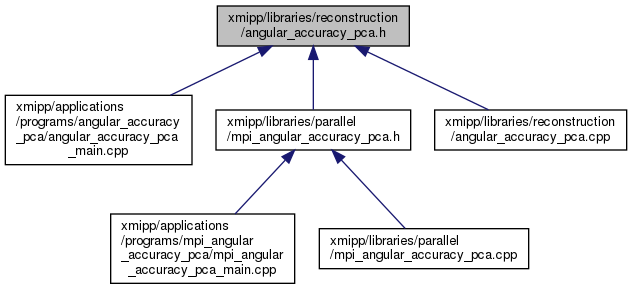 xmipp/libraries/reconstruction
/angular_accuracy_pca.h
xmipp/applications
/programs/angular_accuracy
_pca/angular_accuracy_pca
_main.cpp
xmipp/libraries/parallel
/mpi_angular_accuracy_pca.h
xmipp/libraries/reconstruction
/angular_accuracy_pca.cpp
xmipp/applications
/programs/mpi_angular
_accuracy_pca/mpi_angular
_accuracy_pca_main.cpp
xmipp/libraries/parallel
/mpi_angular_accuracy_pca.cpp